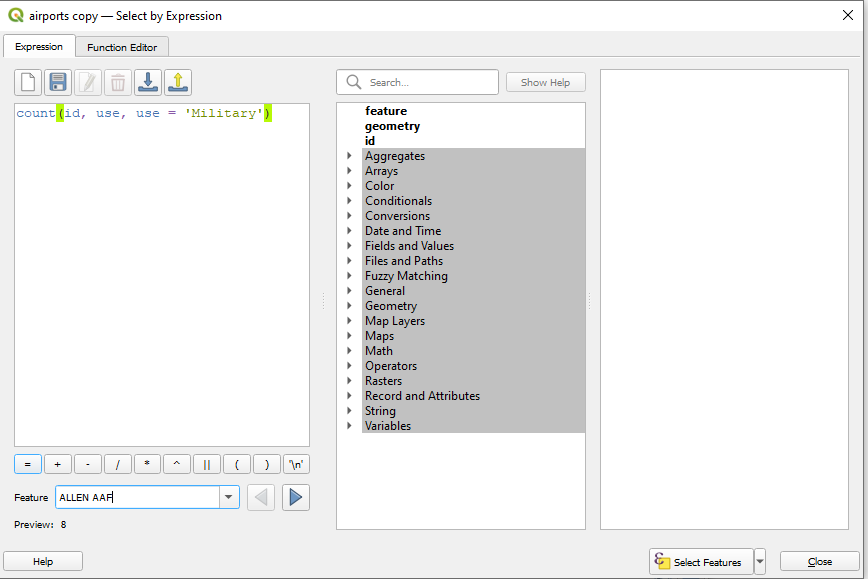 airports copy — Select by Expression
Expression
Function Editor
Search...
Show Help
count(id, use, use = 'Military')
feature
geometry
id
Aggregates
Arrays
Color
Conditionals
Conversions
Date and Time
Fields and Values
Files and Paths
Fuzzy Matching
General
Geometry
Map Layers
Maps
Math
Operators
Rasters
Record and Attributes
String
Variables
= + - / * ^ || ( ) '\n'
Feature ALLEN AAF
Preview: 8
Help
Select Features
Close